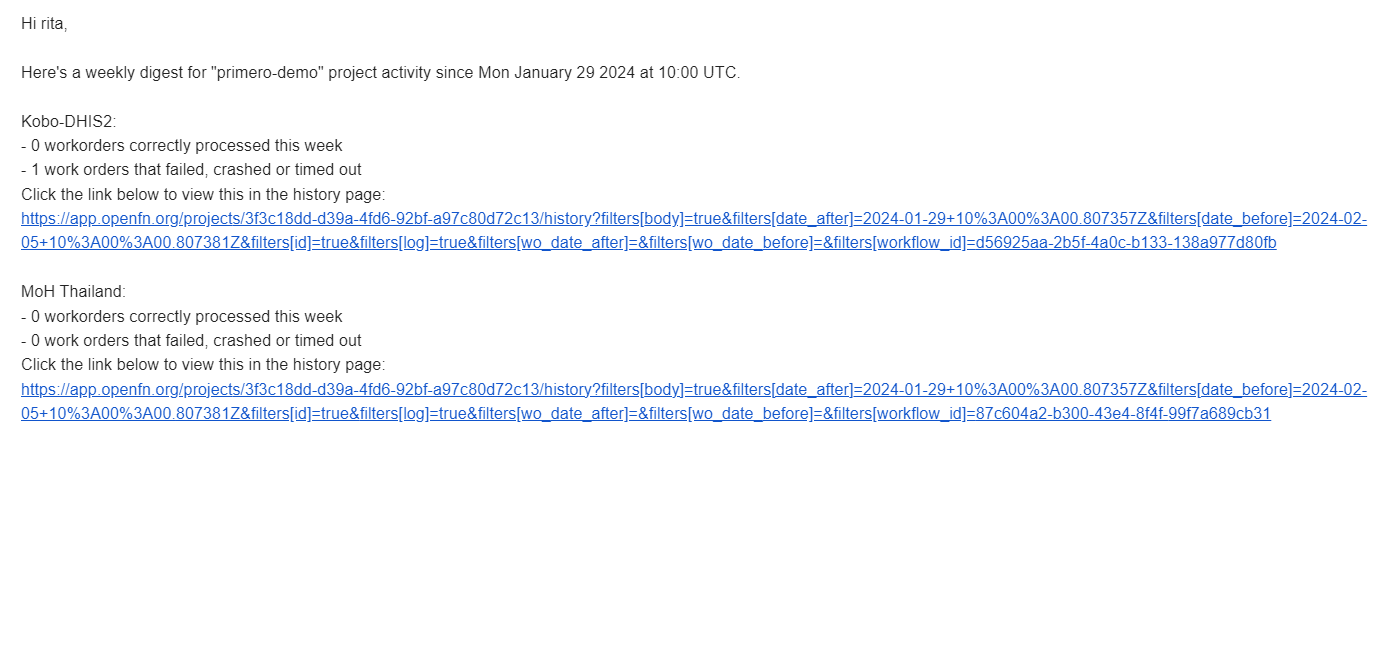 Hi rita,
Here's a weekly digest for "primero-demo" project activity since Mon January 29 2024 at 10:00 UTC.
Kobo-DHIS2:
- 0 workorders correctly processed this week
- 1 work orders that failed, crashed or timed out
Click the link below to view this in the history page:
https://app.openfn.org/projects/3f3c18dd-d39a-4fd6-92bf-a97c80d72c13/history?filters[body]=true&filters[date_after]=2024-01-29+10%3A00%3A00.807357Z&filters[date_before]=2024-02-
05+10%3A00%3A00.807381Z&filters[id]=true&filters[log]=true&filters[wo_date_after]=&filters[wo_date_before]=&filters[workflow_id]=d56925aa-2b5f-4a0c-b133-138a977d80fb
MoH Thailand:
- 0 workorders correctly processed this week
- 0 work orders that failed, crashed or timed out
Click the link below to view this in the history page:
https://app.openfn.org/projects/3f3c18dd-d39a-4fd6-92bf-a97c80d72c13/history?filters[body]=true&filters[date_after]=2024-01-29+10%3A00%3A00.807357Z&filters[date_before]=2024-02-
05+10%3A00%3A00.807381Z&filters[id]=true&filters[log]=true&filters[wo_date_after]=&filters[wo_date_before]=&filters[workflow_id]=87c604a2-b300-43e4-8f4f-99f7a689cb31